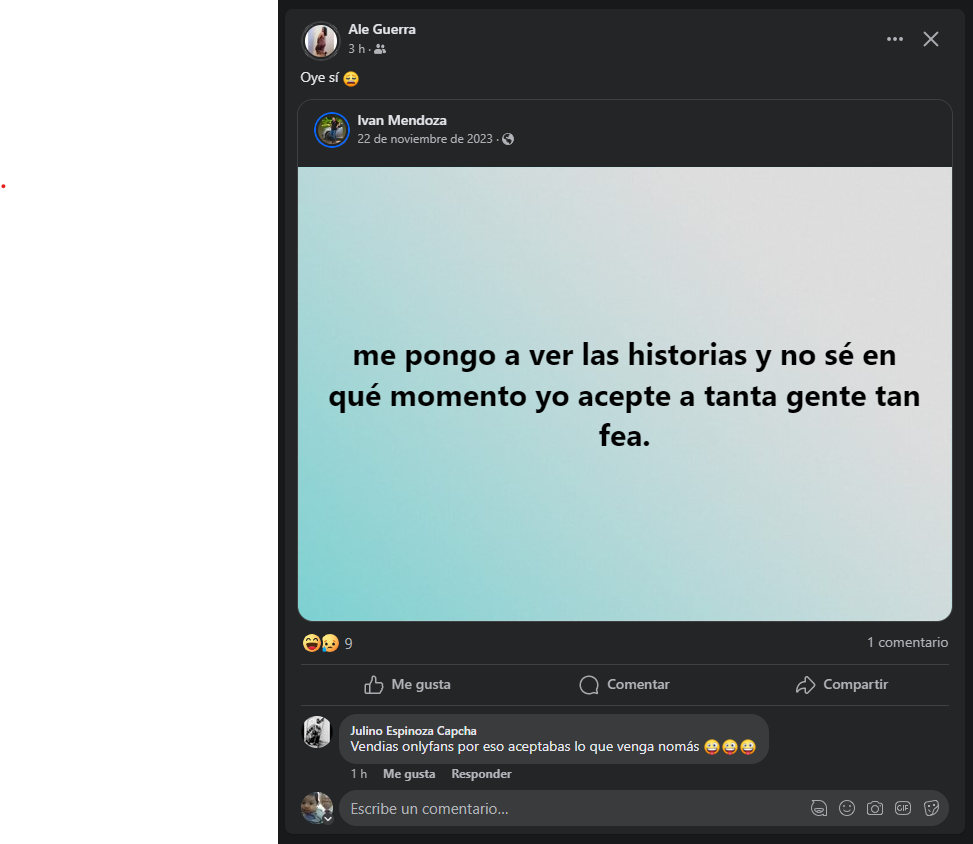 Ale Guerra
3 h ·
Oye sí 😑
Ivan Mendoza
22 de noviembre de 2023 ·
me pongo a ver las historias y no sé en
qué momento yo acepte a tanta gente tan
fea.
9
1 comentario
Me gusta
Comentar
Compartir
Julino Espinoza Capcha
Vendias onlyfans por eso aceptabas lo que venga nomás 😀😀😀
1 h Me gusta Responder
Escribe un comentario...
GIF